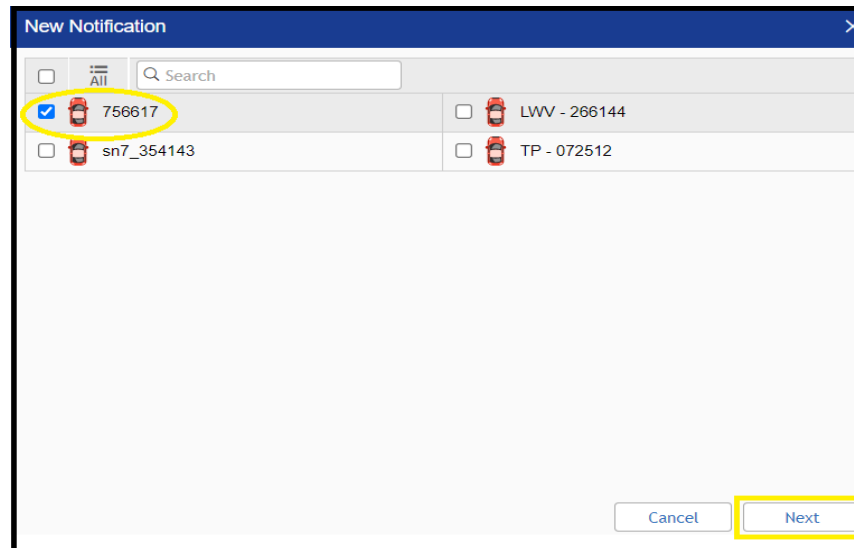 New Notification
All Search
756617 LWV - 266144
sn7_354143 TP - 072512
Cancel Next